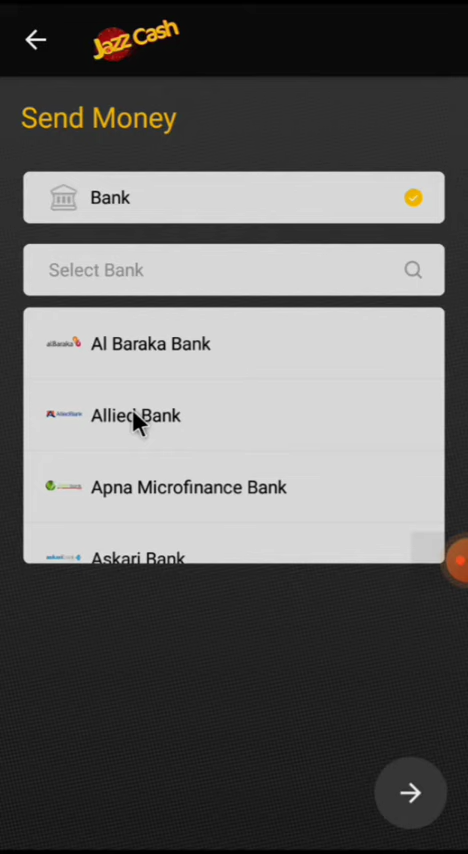 Jazz Cash
Send Money
Bank
Select Bank
Al Baraka Bank
Allied Bank
Apna Microfinance Bank
Askari Bank